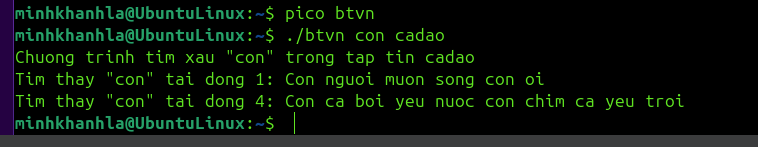 minhkhanhla@UbuntuLinux:~$ pico btvn
minhkhanhla@UbuntuLinux:~$ ./btvn con cadao
Chuong trinh tim xau "con" trong tap tin cadao
Tim thay "con" tai dong 1: Con nguoi muon song con oi
Tim thay "con" tai dong 4: Con ca boi yeu nuoc con chim ca yeu troi
minhkhanhla@UbuntuLinux:~$